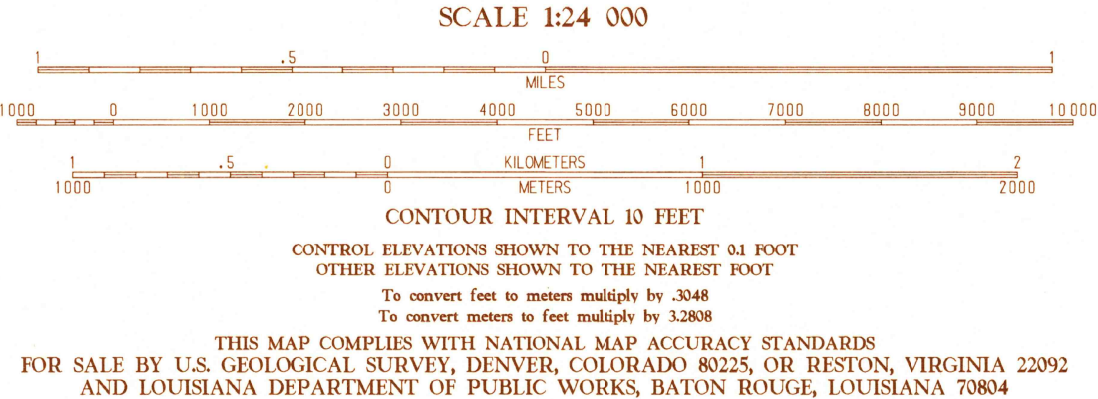 SCALE 1:24 000
1 .5 0 1
MILES
1000 0 1000 2000 3000 4000 5000 6000 7000 8000 9000 10 000
FEET
1 .5 0 KILOMETERS 1 2
1000 0 METERS 1000 2000
CONTOUR INTERVAL 10 FEET
CONTROL ELEVATIONS SHOWN TO THE NEAREST 0.1 FOOT
OTHER ELEVATIONS SHOWN TO THE NEAREST FOOT
To convert feet to meters multiply by .3048
To convert meters to feet multiply by 3.2808
THIS MAP COMPLIES WITH NATIONAL MAP ACCURACY STANDARDS
FOR SALE BY U.S. GEOLOGICAL SURVEY, DENVER, COLORADO 80225, OR RESTON, VIRGINIA 22092
AND LOUISIANA DEPARTMENT OF PUBLIC WORKS, BATON ROUGE, LOUISIANA 70804